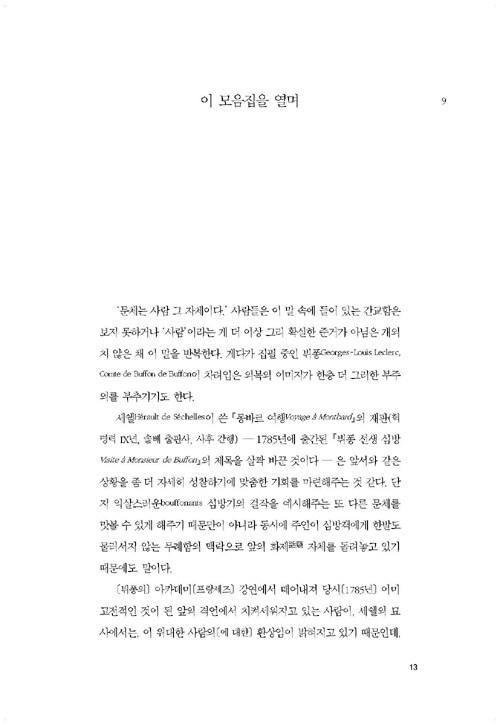 이 모음집을 열며
9
'문체는 사람 그 자체이다.' 사람들은 이 말 속에 들어 있는 간교함은
보지 못하거나 '사람'이라는 게 더 이상 그리 확실한 준거가 아님은 개의
치 않은 채 이 말을 반복한다. 게다가 집필 중인 뷔퐁Georges-Louis Leclerc,
Comte de Buffon de Buffon이 차려입은 의복의 이미지가 한층 더 그러한 부주
의를 부추기기도 한다.
세쉘Hérault de Séchelles이 쓴 『몽바르 여행Voyage à Montbard』의 재판(혁
명력 IX년, 솔베 출판사, 사후 간행) ― 1785년에 출간된 『뷔퐁 선생 심방
Visite à Monsieur de Buffon』의 제목을 살짝 바꾼 것이다 ― 은 앞서와 같은
상황을 좀 더 자세히 성찰하기에 맞춤한 기회를 마련해주는 것 같다. 단
지 익살스러운bouffonants 심방기의 걸작을 예시해주는 또 다른 문체를
맛볼 수 있게 해주기 때문만이 아니라 동시에 주인이 심방객에게 한발도
물러서지 않는 무례함의 맥락으로 앞의 화제話題 자체를 돌려놓고 있기
때문에도 말이다.
〔뷔퐁의〕 아카데미〔프랑세즈〕 강연에서 떼어내져 당시〔1785년〕 이미
고전적인 것이 된 앞의 격언에서 치켜세워지고 있는 사람이, 세쉘의 묘
사에서는, 이 위대한 사람의〔에 대한〕 환상임이 밝혀지고 있기 때문인데,
13